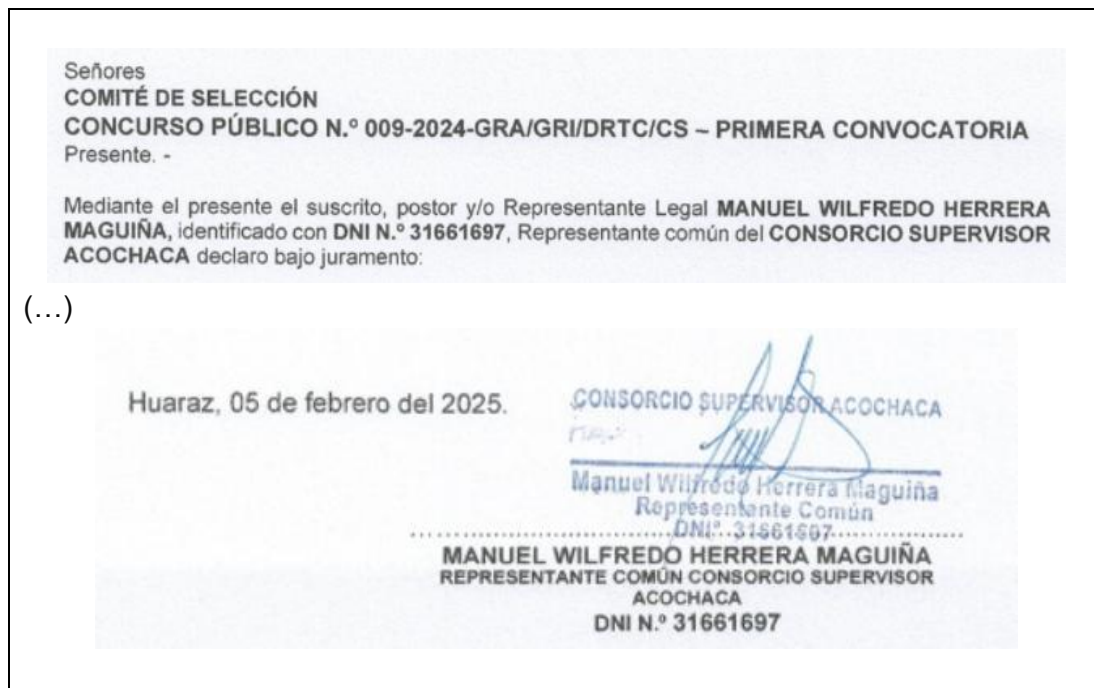 Señores
COMITÉ DE SELECCIÓN
CONCURSO PÚBLICO N.º 009-2024-GRA/GRI/DRTC/CS – PRIMERA CONVOCATORIA
Presente. -
Mediante el presente el suscrito, postor y/o Representante Legal MANUEL WILFREDO HERRERA
MAGUIÑA, identificado con DNI N.º 31661697, Representante común del CONSORCIO SUPERVISOR
ACOCHACA declaro bajo juramento:
(...)
Huaraz, 05 de febrero del 2025.
CONSORCIO SUPERVISOR ACOCHACA
Manuel Wilfredo Herrera Maguiña
Representante Común
DNIº 31661697
MANUEL WILFREDO HERRERA MAGUIÑA
REPRESENTANTE COMÚN CONSORCIO SUPERVISOR
ACOCHACA
DNI N.º 31661697